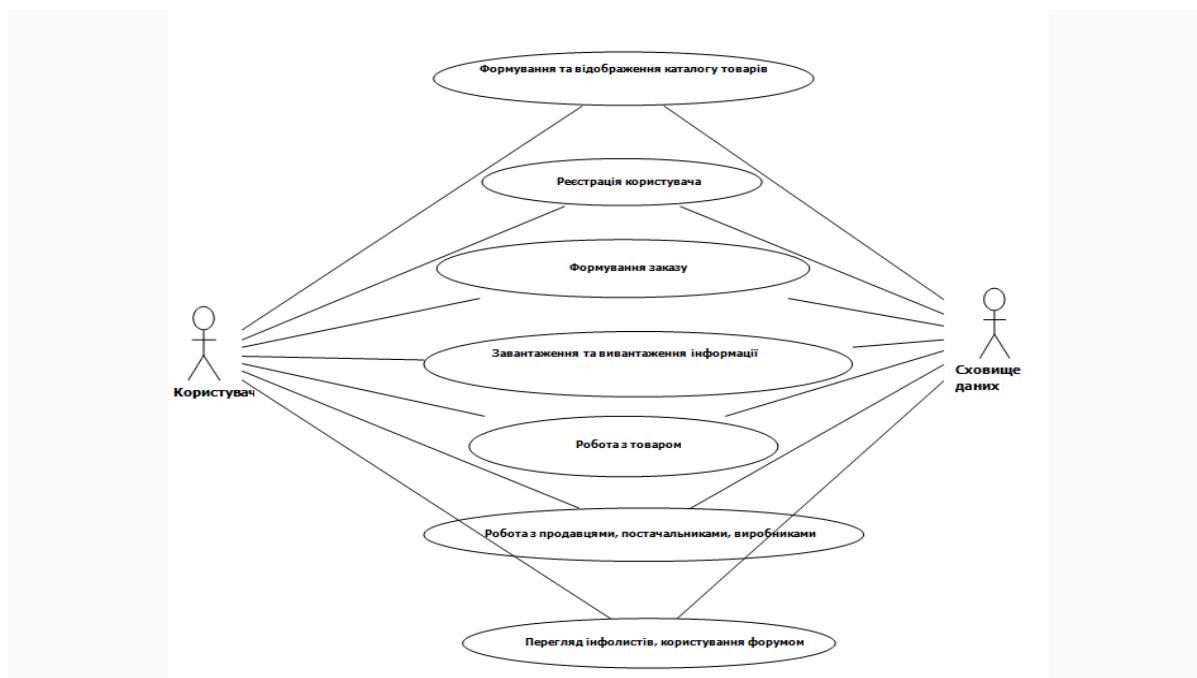 Формування та відображення каталогу товарів
Реєстрація користувача
Формування заказу
Завантаження та вивантаження інформації
Користувач
Сховище
даних
Робота з товаром
Робота з продавцями, постачальниками, виробниками
Перегляд інфолистів, користування форумом